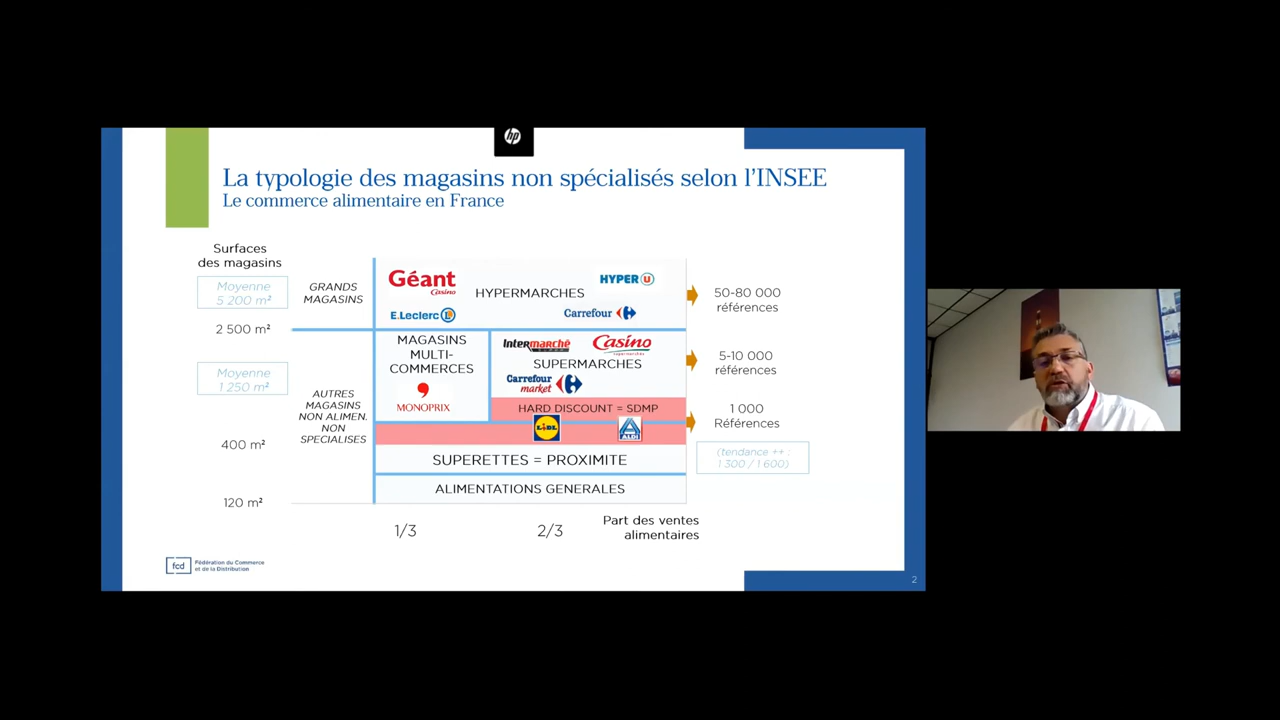 hp
La typologie des magasins non spécialisés selon l'INSEE
Le commerce alimentaire en France
Surfaces
des magasins
Moyenne
5 200 m²
2 500 m²
Moyenne
1 250 m²
400 m²
120 m²
GRANDS
MAGASINS
AUTRES
MAGASINS
NON ALIMEN.
NON
SPECIALISES
Géant
Casino
HYPER U
HYPERMARCHES
E.Leclerc L
Carrefour
MAGASINS
MULTI-
COMMERCES
MONOPRIX
Intermarché
Casino
supermarchés
SUPERMARCHES
Carrefour
market
HARD DISCOUNT = SDMP
LIDL
ALDI
SUPERETTES = PROXIMITE
ALIMENTATIONS GENERALES
50-80 000
références
5-10 000
références
1 000
Références
(tendance ++ :
1 300 / 1 600)
1/3
2/3
Part des ventes
alimentaires
fcd
Fédération du Commerce
et de la Distribution
2